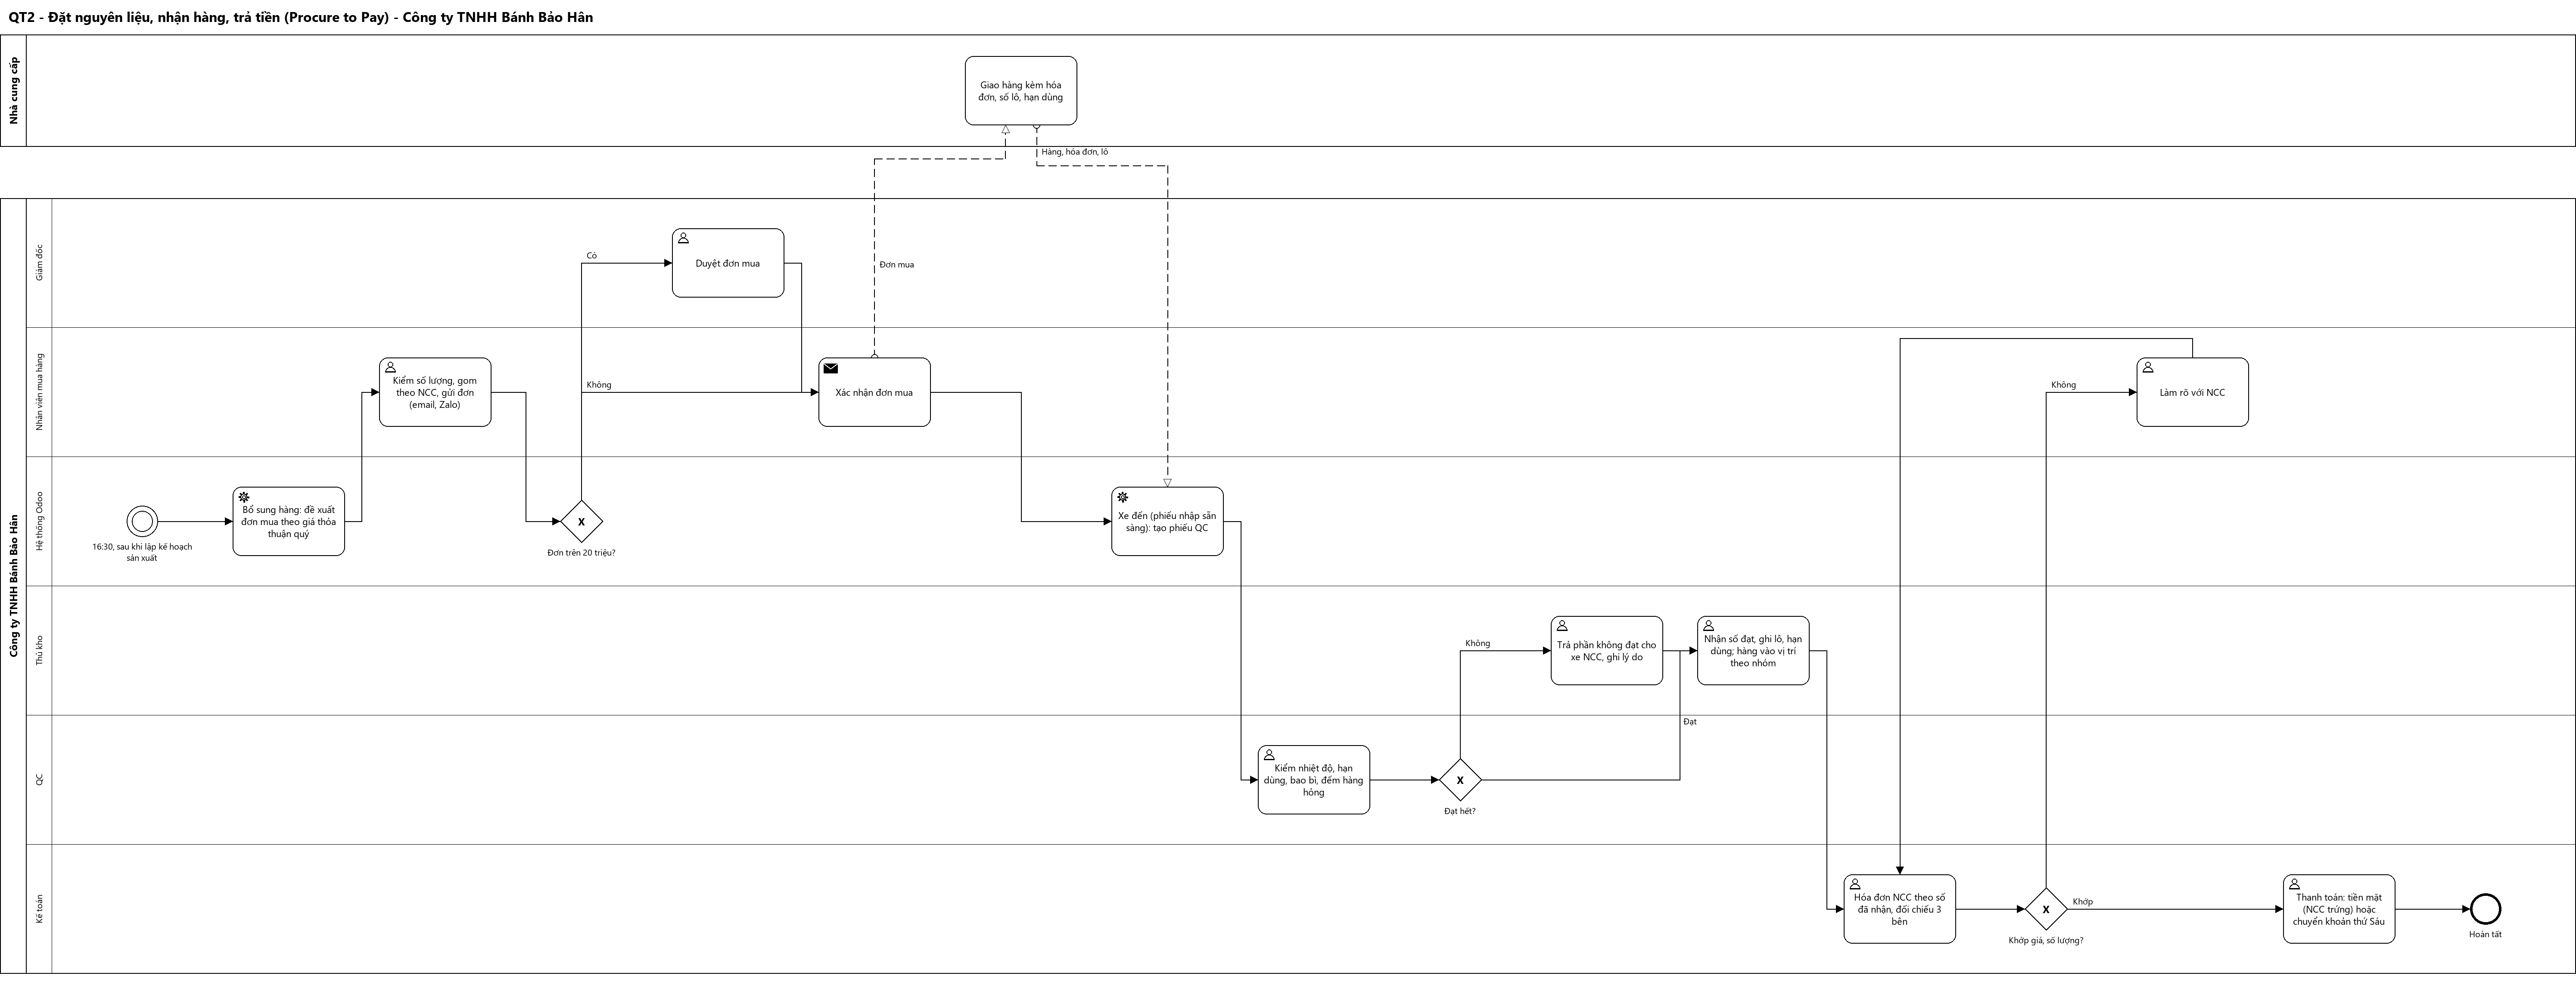 QT2 - Đặt nguyên liệu, nhận hàng, trả tiền (Procure to Pay) - Công ty TNHH Bánh Bảo Hân
Nhà cung cấp
Giao hàng kèm hóa
đơn, số lô, hạn dùng
Hàng, hóa đơn, lô
Công ty TNHH Bánh Bảo Hân
Giám đốc
Có
Duyệt đơn mua
Đơn mua
Nhân viên mua hàng
Kiểm số lượng, gom
theo NCC, gửi đơn
(email, Zalo)
Không
Xác nhận đơn mua
Không
Làm rõ với NCC
Hệ thống Odoo
16:30, sau khi lập kế hoạch
sản xuất
Bổ sung hàng: đề xuất
đơn mua theo giá thỏa
thuận quý
X
Đơn trên 20 triệu?
Xe đến (phiếu nhập sẵn
sàng): tạo phiếu QC
Thủ kho
Không
Trả phần không đạt cho
xe NCC, ghi lý do
Nhận số đạt, ghi lô, hạn
dùng; hàng vào vị trí
theo nhóm
QC
Đạt
Kiểm nhiệt độ, hạn
dùng, bao bì, đếm hàng
hỏng
X
Đạt hết?
Kế toán
Hóa đơn NCC theo số
đã nhận, đối chiếu 3
bên
X
Khớp giá, số lượng?
Khớp
Thanh toán: tiền mặt
(NCC trứng) hoặc
chuyển khoản thứ Sáu
Hoàn tất